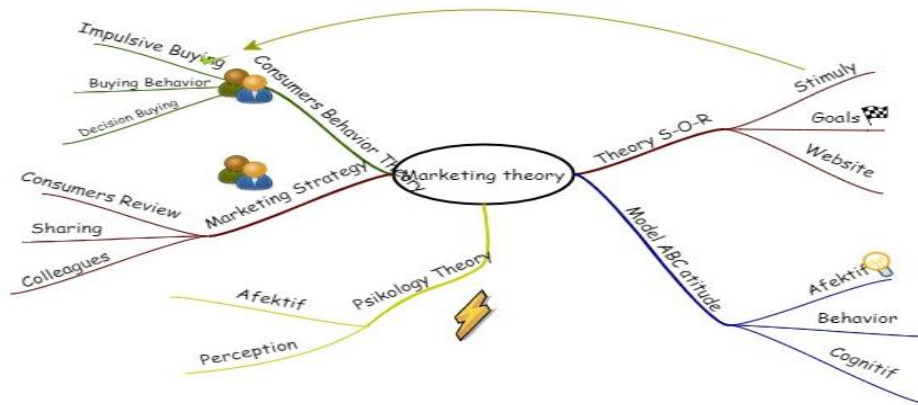 Marketing theory
Consumers Behavior Theory
Impulsive Buying
Buying Behavior
Decision Buying
Marketing Strategy
Consumers Review
Sharing
Colleagues
Psikology Theory
Afektif
Perception
Theory S-O-R
Stimuly
Goals
Website
Model ABC atitude
Afektif
Behavior
Cognitif